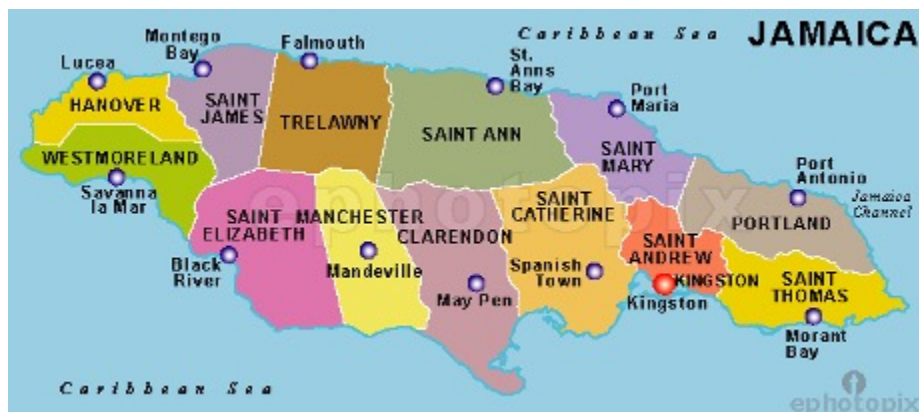 Caribbean Sea
JAMAICA
Montego
Bay
Falmouth
St.
Anns
Bay
Lucea
Port
Maria
HANOVER
SAINT
JAMES
TRELAWNY
SAINT ANN
SAINT
MARY
WESTMORELAND
Savanna
la Mar
Port
Antonio
Jamaica
Channel
PORTLAND
SAINT
ELIZABETH
MANCHESTER
CLARENDON
SAINT
CATHERINE
SAINT
ANDREW
KINGSTON
Kingston
Black
River
Mandeville
May Pen
Spanish
Town
SAINT
THOMAS
Morant
Bay
Caribbean Sea
ephotopix
ephotopix